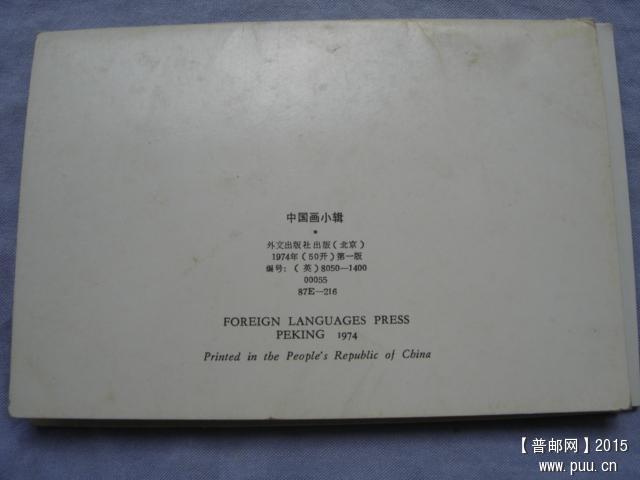 中国画小辑
*
外文出版社出版（北京）
1974年（50开）第一版
编号：（英）8050—1400
00055
87E—216
FOREIGN LANGUAGES PRESS
PEKING 1974
Printed in the People's Republic of China
【普邮网】2015
www.puu.cn